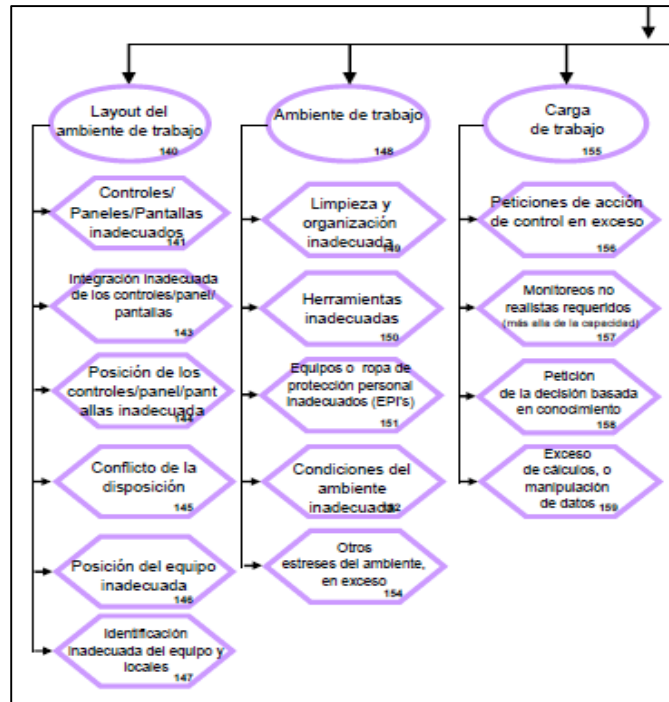 Layout del
ambiente de trabajo
140
Controles/
Paneles/Pantallas
inadecuados
141
Integración inadecuada
de los controles/panel/
pantallas
143
Posición de los
controles/panel/pant
allas inadecuada
144
Conflicto de la
disposición
145
Posición del equipo
inadecuada
146
Identificación
inadecuada del equipo y
locales
147
Ambiente de trabajo
148
Limpieza y
organización
inadecuada
149
Herramientas
inadecuadas
150
Equipos o ropa de
protección personal
inadecuados (EPI's)
151
Condiciones del
ambiente
inadecuada
152
Otros
estreses del ambiente,
en exceso
154
Carga
de trabajo
155
Peticiones de acción
de control en exceso
156
Monitoreos no
realistas requeridos
(más alla de la capacidad)
157
Petición
de la decisión basada
en conocimiento
158
Exceso
de cálculos, o
manipulación
de datos
159